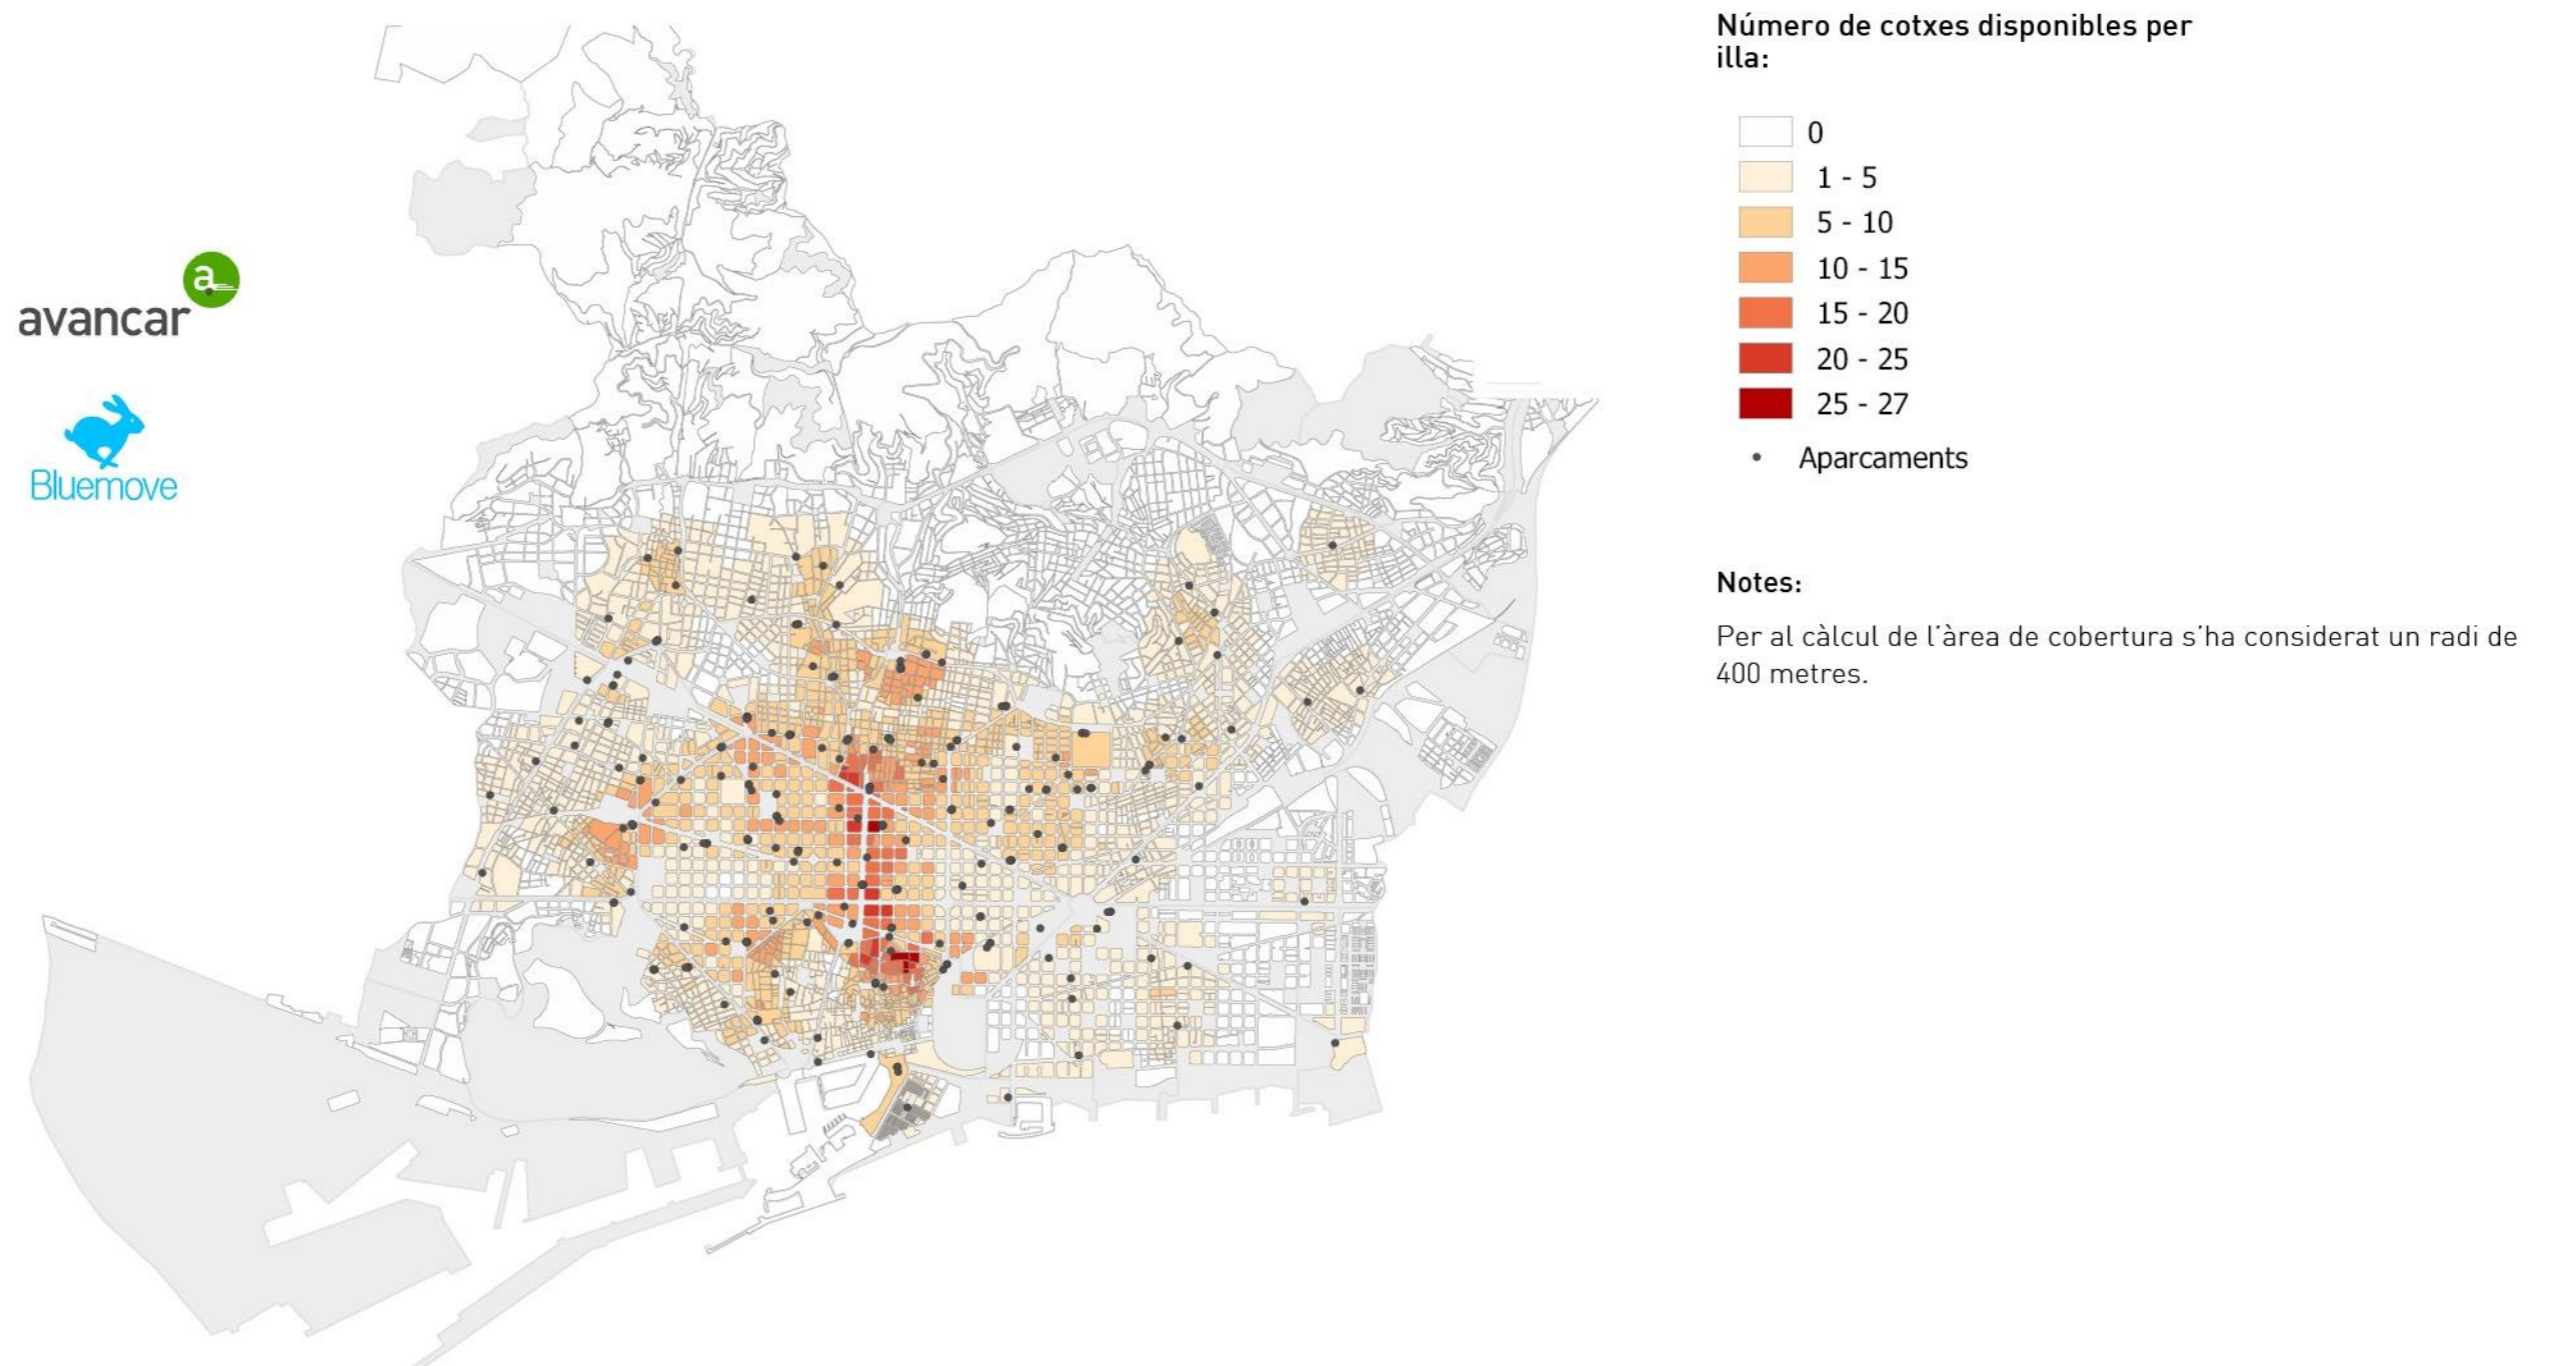 Número de cotxes disponibles per
illa:
0
1 - 5
5 - 10
10 - 15
15 - 20
20 - 25
25 - 27
Aparcaments
Notes:
Per al càlcul de l'àrea de cobertura s'ha considerat un radi de
400 metres.
a
avancar
Bluemove